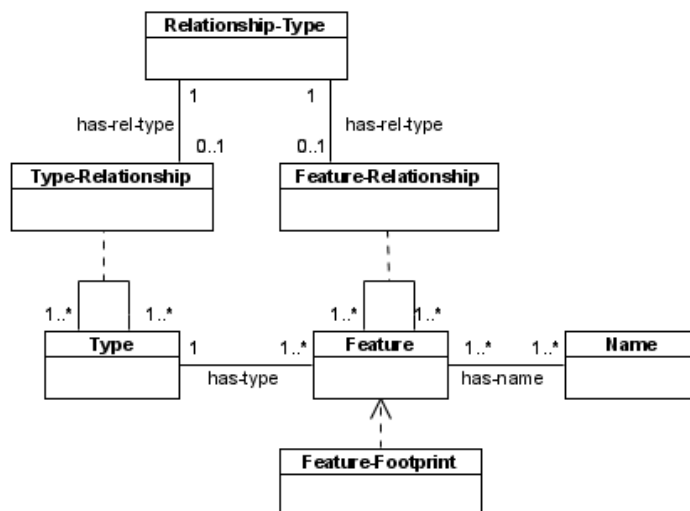 Relationship-Type
1
1
has-rel-type
has-rel-type
0..1
0..1
Type-Relationship
Feature-Relationship
1..*
1..*
1..*
1..*
Type
1
1..*
Feature
1..*
1..*
Name
has-type
has-name
Feature-Footprint